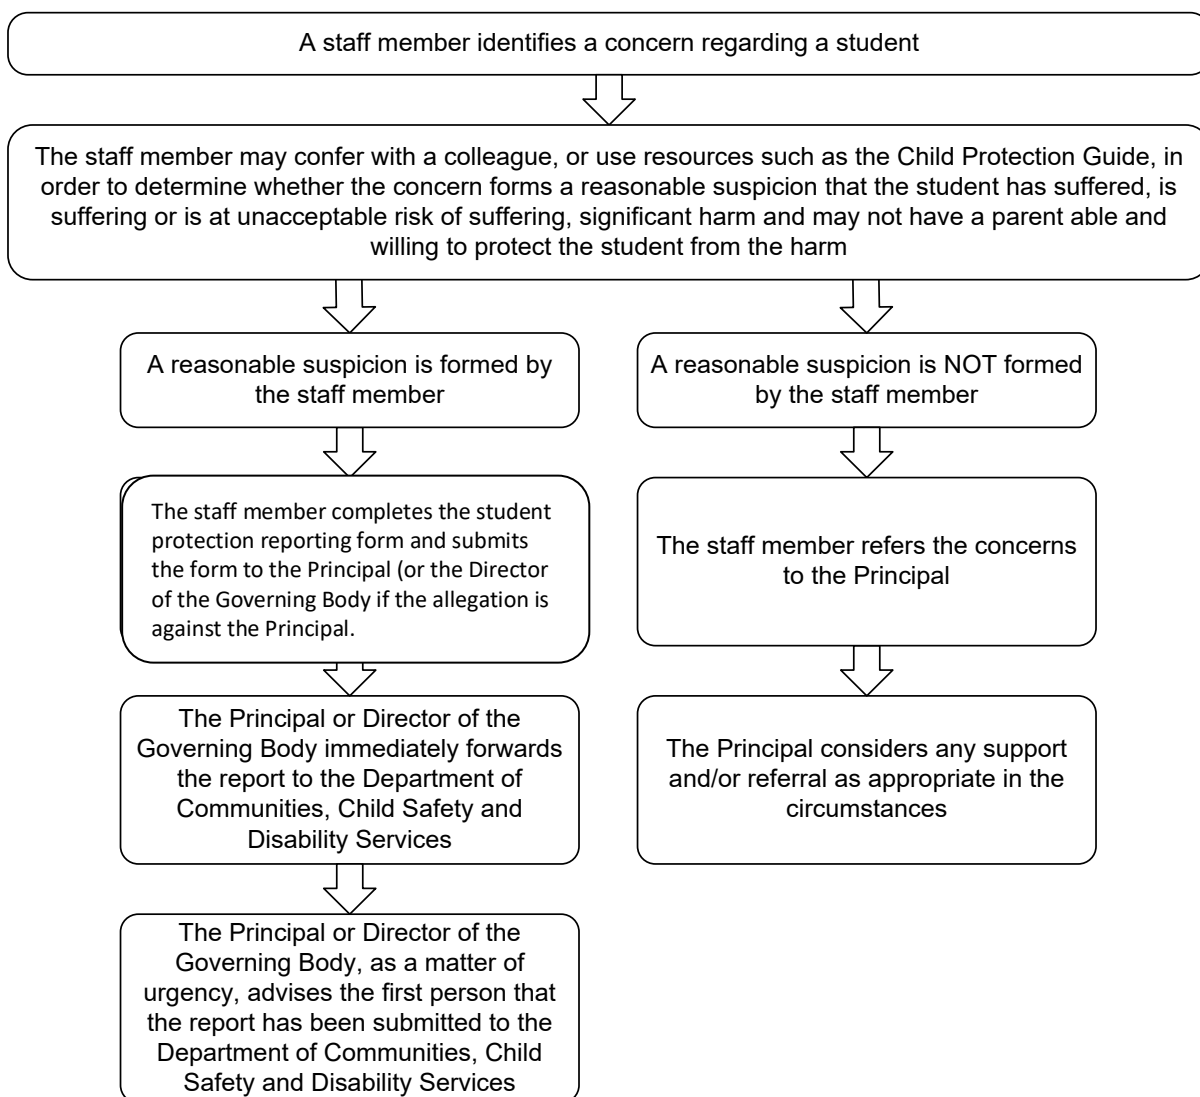 A staff member identifies a concern regarding a student
The staff member may confer with a colleague, or use resources such as the Child Protection Guide, in
order to determine whether the concern forms a reasonable suspicion that the student has suffered, is
suffering or is at unacceptable risk of suffering, significant harm and may not have a parent able and
willing to protect the student from the harm
A reasonable suspicion is formed by
the staff member
The staff member completes the student
protection reporting form and submits
the form to the Principal (or the Director
of the Governing Body if the allegation is
against the Principal.
The Principal or Director of the
Governing Body immediately forwards
the report to the Department of
Communities, Child Safety and
Disability Services
The Principal or Director of the
Governing Body, as a matter of
urgency, advises the first person that
the report has been submitted to the
Department of Communities, Child
Safety and Disability Services
A reasonable suspicion is NOT formed
by the staff member
The staff member refers the concerns
to the Principal
The Principal considers any support
and/or referral as appropriate in the
circumstances